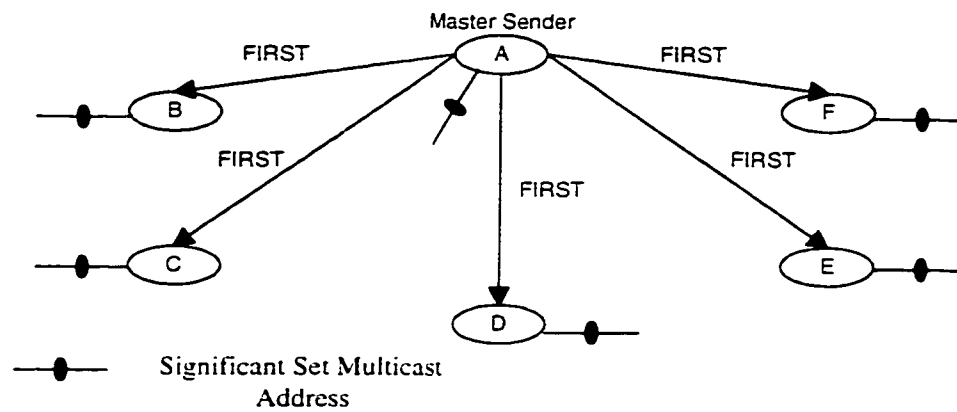 Master Sender
A
FIRST
FIRST
B
F
FIRST
FIRST
FIRST
C
E
D
Significant Set Multicast
Address